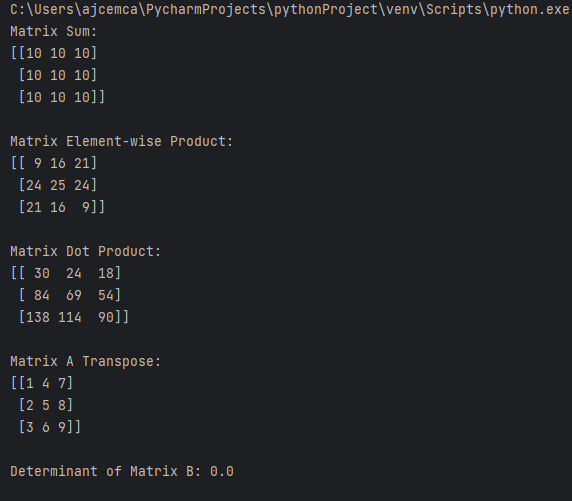 C:\Users\ajcemca\PycharmProjects\pythonProject\venv\Scripts\python.exe
Matrix Sum:
[[10 10 10]
 [10 10 10]
 [10 10 10]]

Matrix Element-wise Product:
[[ 9 16 21]
 [24 25 24]
 [21 16  9]]

Matrix Dot Product:
[[ 30  24  18]
 [ 84  69  54]
 [138 114  90]]

Matrix A Transpose:
[[1 4 7]
 [2 5 8]
 [3 6 9]]

Determinant of Matrix B: 0.0